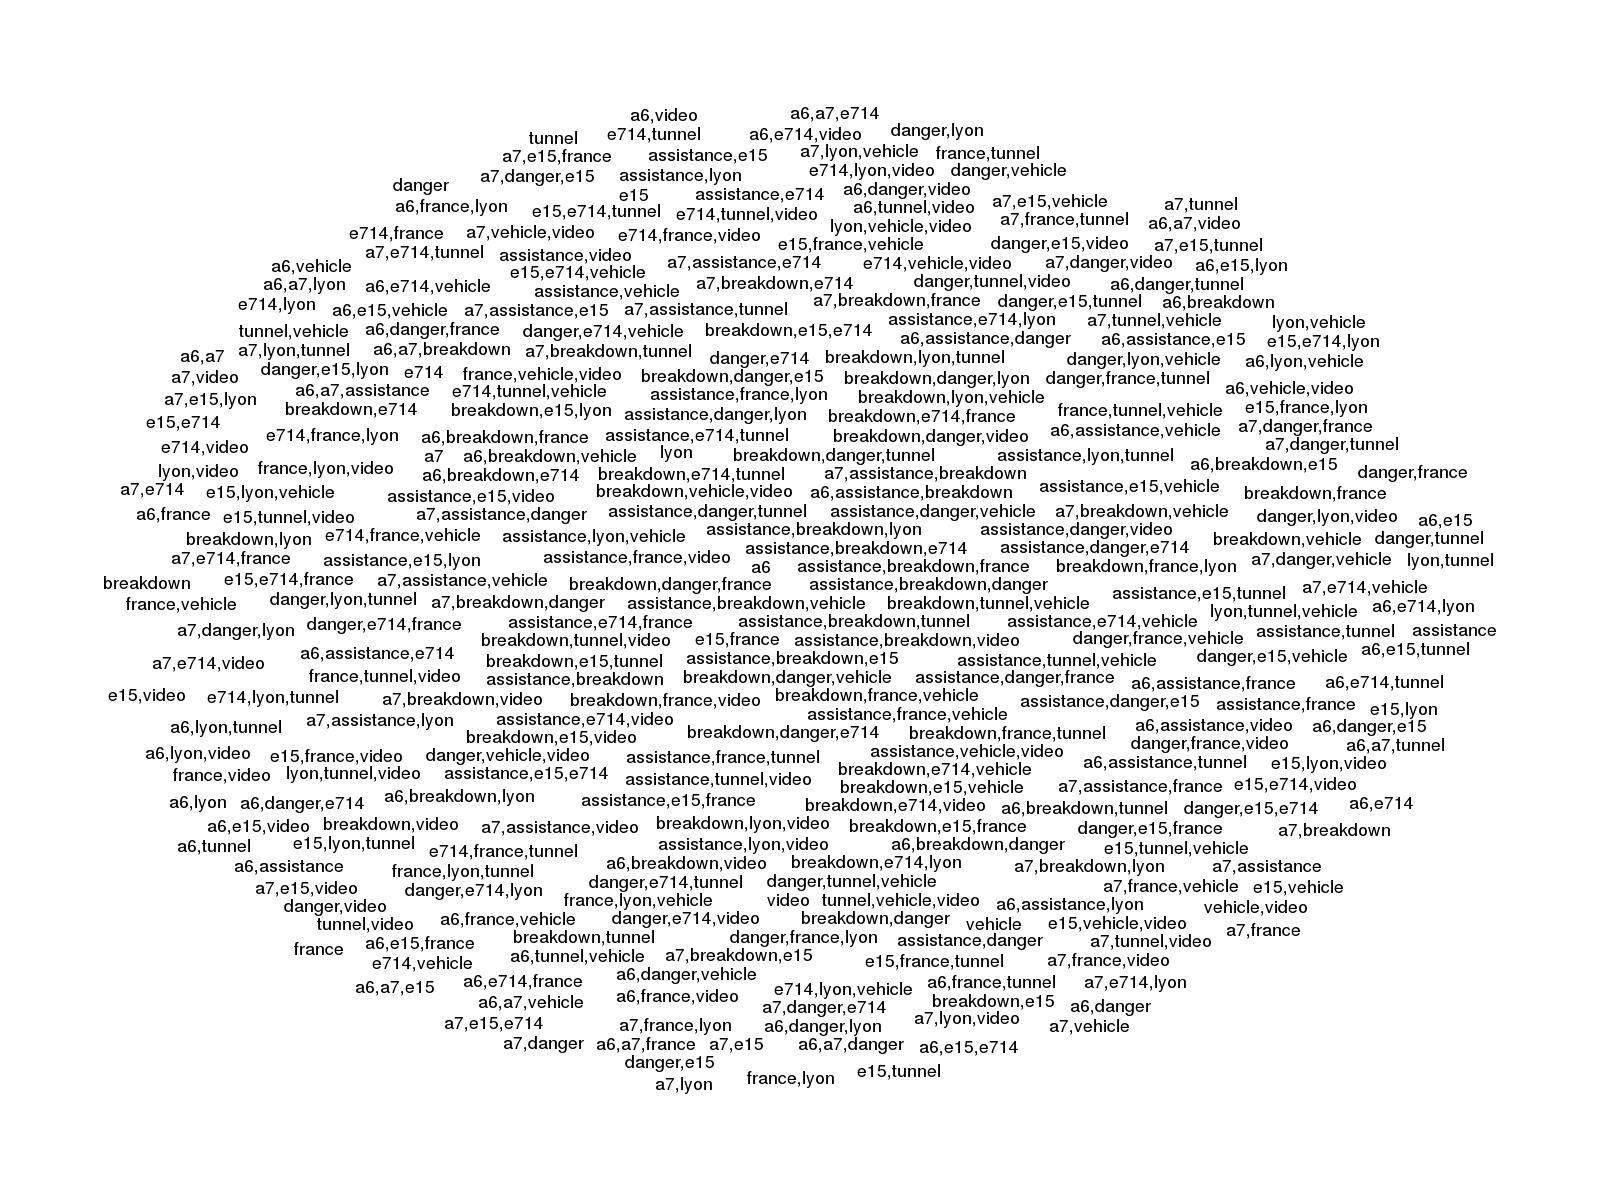 a6,video a6,a7,e714
tunnel e714,tunnel a6,e714,video danger,lyon
a7,e15,france assistance,e15 a7,lyon,vehicle france,tunnel
a7,danger,e15 assistance,lyon e714,lyon,video danger,vehicle
danger e15 assistance,e714 a6,danger,video
a6,france,lyon e15,e714,tunnel e714,tunnel,video a6,tunnel,video a7,e15,vehicle a7,tunnel
e714,france a7,vehicle,video e714,france,video lyon,vehicle,video a7,france,tunnel a6,a7,video
a7,e714,tunnel assistance,video e15,france,vehicle danger,e15,video a7,e15,tunnel
a6,vehicle e15,e714,vehicle a7,assistance,e714 e714,vehicle,video a7,danger,video a6,e15,lyon
a6,a7,lyon a6,e714,vehicle assistance,vehicle a7,breakdown,e714 danger,tunnel,video a6,danger,tunnel
e714,lyon a6,e15,vehicle a7,assistance,e15 a7,assistance,tunnel a7,breakdown,france danger,e15,tunnel a6,breakdown
tunnel,vehicle a6,danger,france danger,e714,vehicle breakdown,e15,e714 assistance,e714,lyon a7,tunnel,vehicle lyon,vehicle
a6,a7 a7,lyon,tunnel a6,a7,breakdown a7,breakdown,tunnel a6,assistance,danger a6,assistance,e15 e15,e714,lyon
danger,e714 breakdown,lyon,tunnel danger,lyon,vehicle a6,lyon,vehicle
a7,video danger,e15,lyon e714 france,vehicle,video breakdown,danger,e15 breakdown,danger,lyon danger,france,tunnel
a7,e15,lyon a6,a7,assistance e714,tunnel,vehicle assistance,france,lyon breakdown,lyon,vehicle a6,vehicle,video
e15,e714 breakdown,e714 breakdown,e15,lyon assistance,danger,lyon breakdown,e714,france france,tunnel,vehicle e15,france,lyon
e714,video e714,france,lyon a6,breakdown,france assistance,e714,tunnel breakdown,danger,video a6,assistance,vehicle a7,danger,france
a7 a6,breakdown,vehicle lyon breakdown,danger,tunnel assistance,lyon,tunnel a7,danger,tunnel
lyon,video france,lyon,video a6,breakdown,e714 breakdown,e714,tunnel a7,assistance,breakdown a6,breakdown,e15 danger,france
a7,e714 e15,lyon,vehicle assistance,e15,video breakdown,vehicle,video a6,assistance,breakdown assistance,e15,vehicle breakdown,france
a6,france e15,tunnel,video a7,assistance,danger assistance,danger,tunnel assistance,danger,vehicle a7,breakdown,vehicle danger,lyon,video a6,e15
breakdown,lyon e714,france,vehicle assistance,lyon,vehicle assistance,breakdown,lyon assistance,danger,video breakdown,vehicle danger,tunnel
a7,e714,france assistance,e15,lyon assistance,france,video assistance,breakdown,e714 assistance,danger,e714 a7,danger,vehicle lyon,tunnel
a6 assistance,breakdown,france breakdown,france,lyon
breakdown e15,e714,france a7,assistance,vehicle breakdown,danger,france assistance,breakdown,danger assistance,e15,tunnel a7,e714,vehicle
france,vehicle danger,lyon,tunnel a7,breakdown,danger assistance,breakdown,vehicle breakdown,tunnel,vehicle lyon,tunnel,vehicle a6,e714,lyon
a7,danger,lyon danger,e714,france assistance,e714,france assistance,breakdown,tunnel assistance,e714,vehicle assistance,tunnel assistance
breakdown,tunnel,video e15,france assistance,breakdown,video danger,france,vehicle
a7,e714,video a6,assistance,e714 breakdown,e15,tunnel assistance,breakdown,e15 assistance,tunnel,vehicle danger,e15,vehicle a6,e15,tunnel
france,tunnel,video assistance,breakdown breakdown,danger,vehicle assistance,danger,france a6,assistance,france a6,e714,tunnel
e15,video e714,lyon,tunnel a7,breakdown,video breakdown,france,video breakdown,france,vehicle assistance,danger,e15 assistance,france e15,lyon
a6,lyon,tunnel a7,assistance,lyon assistance,e714,video assistance,france,vehicle a6,assistance,video a6,danger,e15
breakdown,e15,video breakdown,danger,e714 breakdown,france,tunnel
a6,lyon,video e15,france,video danger,vehicle,video assistance,france,tunnel assistance,vehicle,video danger,france,video a6,a7,tunnel
france,video lyon,tunnel,video assistance,e15,e714 assistance,tunnel,video breakdown,e714,vehicle a6,assistance,tunnel e15,lyon,video
breakdown,e15,vehicle a7,assistance,france e15,e714,video
a6,lyon a6,danger,e714 a6,breakdown,lyon assistance,e15,france breakdown,e714,video a6,breakdown,tunnel danger,e15,e714 a6,e714
a6,e15,video breakdown,video a7,assistance,video breakdown,lyon,video breakdown,e15,france danger,e15,france a7,breakdown
a6,tunnel e15,lyon,tunnel e714,france,tunnel assistance,lyon,video a6,breakdown,danger e15,tunnel,vehicle
a6,assistance france,lyon,tunnel a6,breakdown,video breakdown,e714,lyon a7,breakdown,lyon a7,assistance
a7,e15,video danger,e714,lyon danger,e714,tunnel danger,tunnel,vehicle a7,france,vehicle e15,vehicle
danger,video france,lyon,vehicle video tunnel,vehicle,video a6,assistance,lyon vehicle,video
tunnel,video a6,france,vehicle danger,e714,video breakdown,danger vehicle e15,vehicle,video a7,france
france a6,e15,france breakdown,tunnel danger,france,lyon assistance,danger a7,tunnel,video
e714,vehicle a6,tunnel,vehicle a7,breakdown,e15 e15,france,tunnel a7,france,video
a6,a7,e15 a6,e714,france a6,danger,vehicle e714,lyon,vehicle a6,france,tunnel a7,e714,lyon
a6,a7,vehicle a6,france,video a7,danger,e714 breakdown,e15 a6,danger
a7,e15,e714 a7,france,lyon a6,danger,lyon a7,lyon,video a7,vehicle
a7,danger a6,a7,france a7,e15 a6,a7,danger a6,e15,e714
danger,e15 e15,tunnel
a7,lyon france,lyon